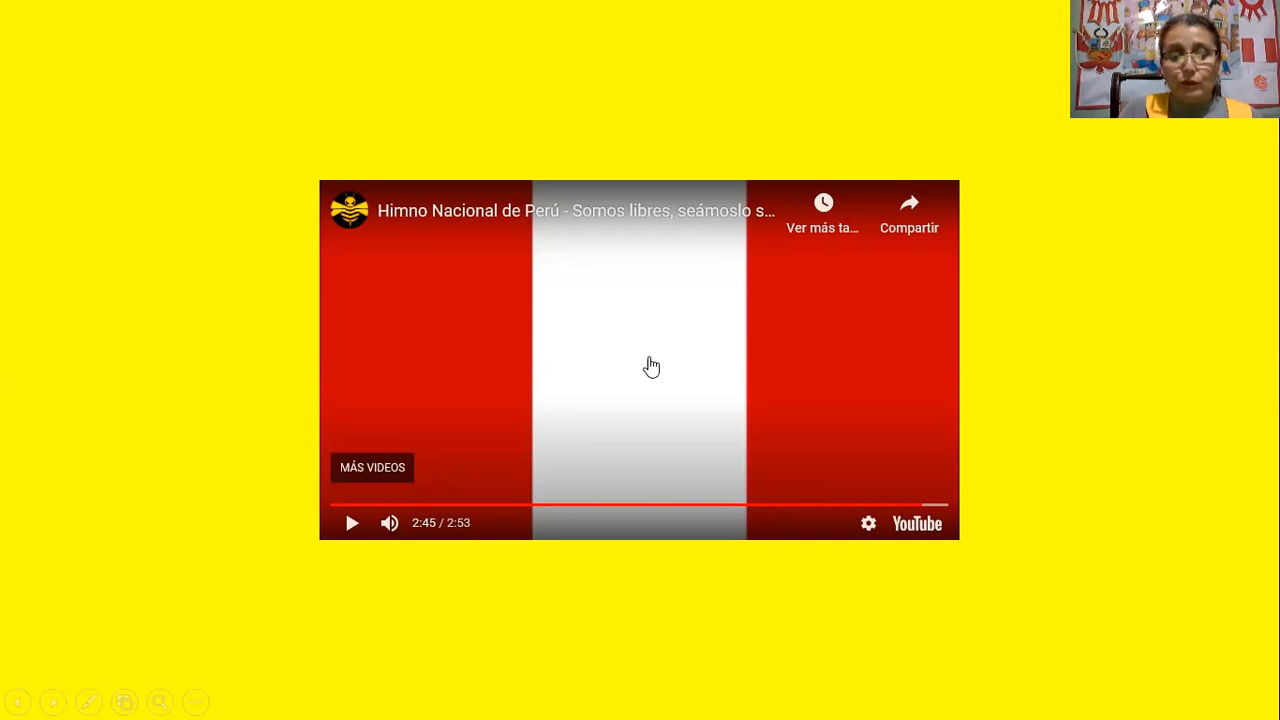 Himno Nacional de Perú - Somos libres, seámoslo s...
Ver más ta...
Compartir
MÁS VIDEOS
2:45 / 2:53
YouTube